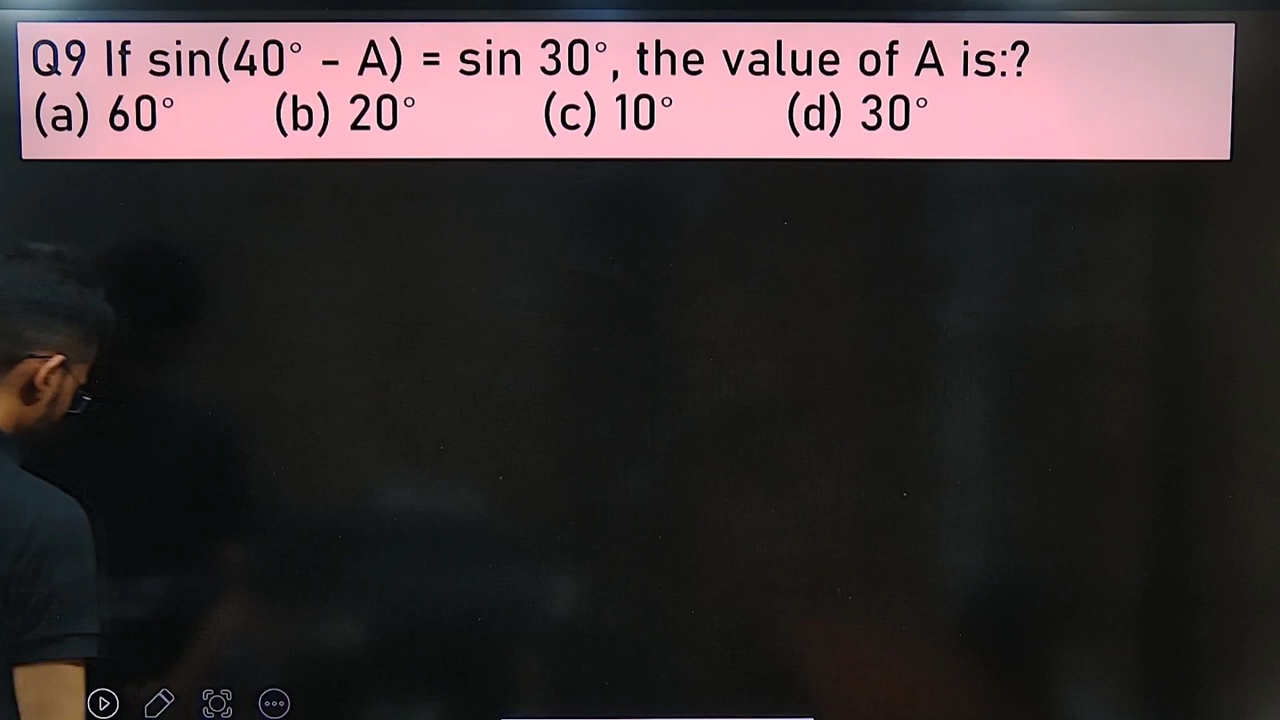 Q9 If sin(40° - A) = sin 30°, the value of A is:?
(a) 60° (b) 20° (c) 10° (d) 30°